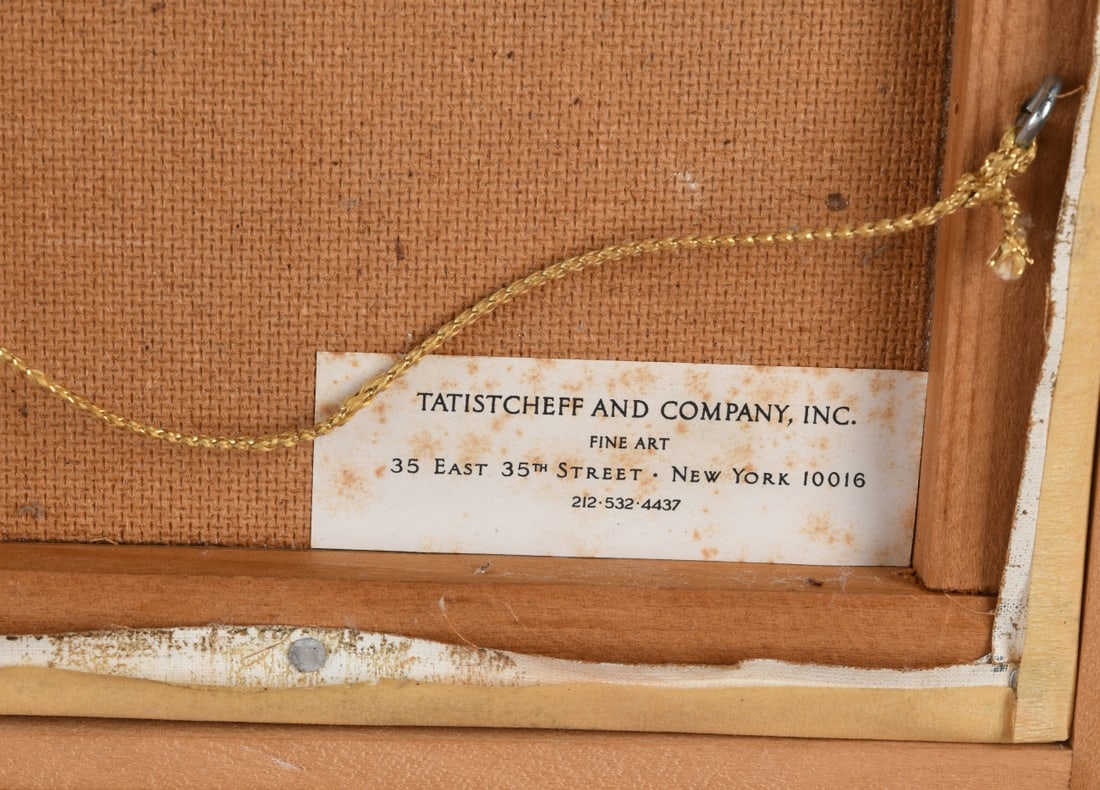 TATISTCHEFF AND COMPANY, INC.
FINE ART
35 EAST 35TH STREET · NEW YORK 10016
212·532·4437